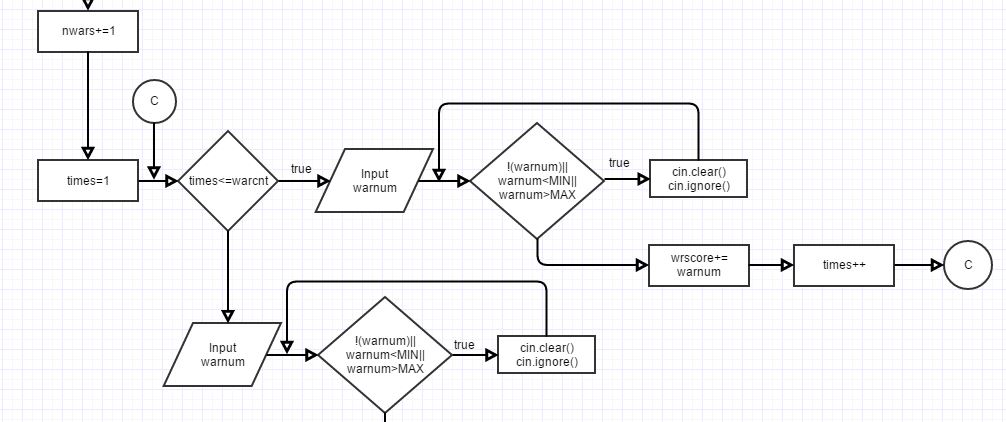 nwars+=1
C
times=1
times<=warcnt
true
Input
warnum
!(warnum)||
warnum<MIN||
warnum>MAX
true
cin.clear()
cin.ignore()
wrscore+=
warnum
times++
C
Input
warnum
!(warnum)||
warnum<MIN||
warnum>MAX
true
cin.clear()
cin.ignore()